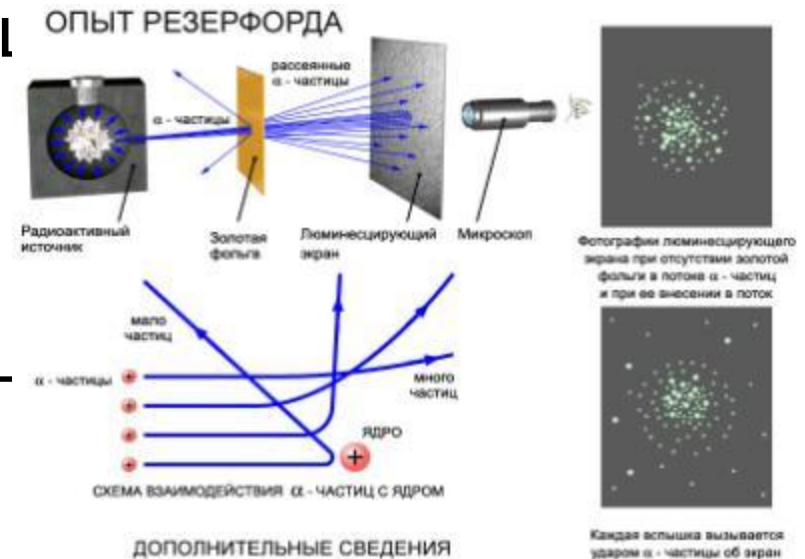 ОПЫТ РЕЗЕРФОРДА
рассеянные
α - частицы
α - частицы
Радиоактивный
источник
Золотая
фольга
Люминесцирующий
экран
Микроскоп
Фотографии люминесцирующего
экрана при отсутствии золотой
фольги в потоке α - частиц
и при ее внесении в поток
мало
частиц
α - частицы
+
+
+
+
много
частиц
ЯДРО
+
СХЕМА ВЗАИМОДЕЙСТВИЯ α - ЧАСТИЦ С ЯДРОМ
ДОПОЛНИТЕЛЬНЫЕ СВЕДЕНИЯ
Каждая вспышка вызывается
ударом α - частицы об экран